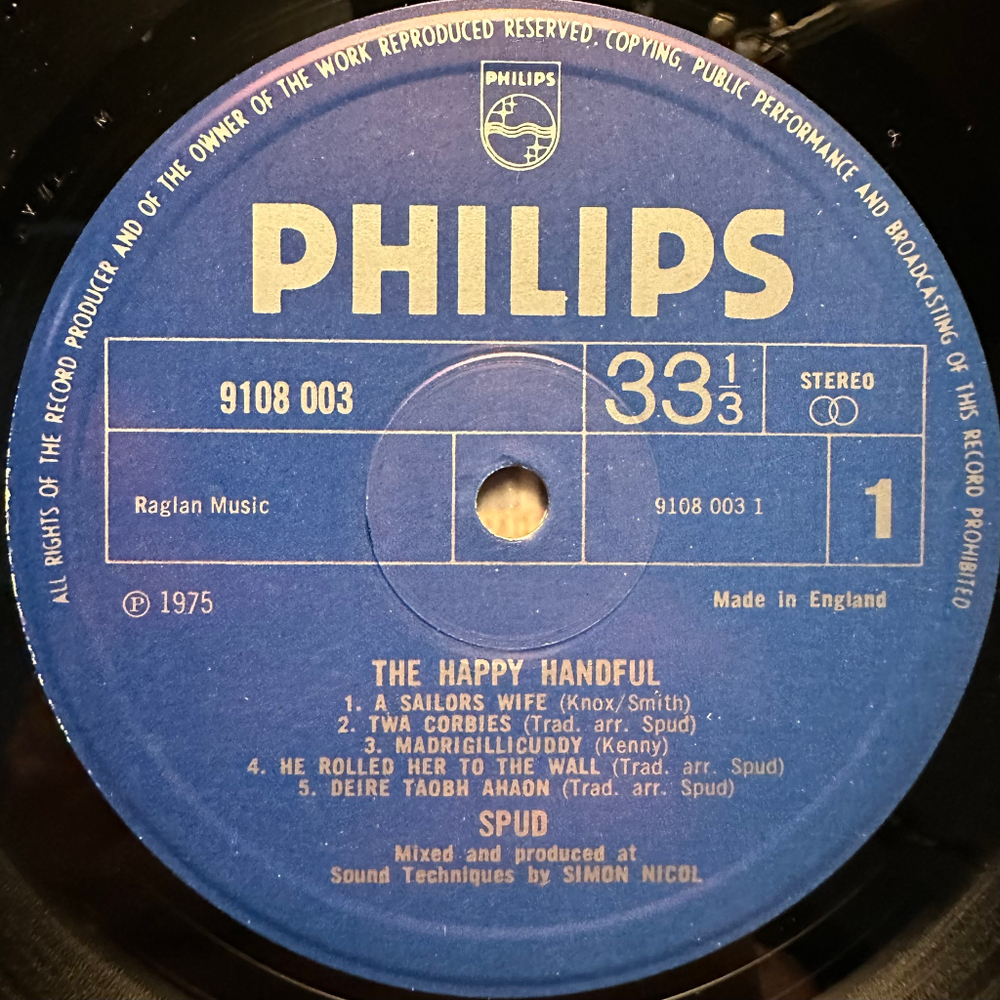 ALL RIGHTS OF THE RECORD PRODUCER AND OF THE OWNER OF THE WORK REPRODUCED RESERVED. COPYING, PUBLIC PERFORMANCE AND BROADCASTING OF THIS RECORD PROHIBITED
PHILIPS
PHILIPS
9108 003
33 1/3
STEREO
Raglan Music
9108 003 1
1
℗ 1975
Made in England
THE HAPPY HANDFUL
1. A SAILORS WIFE (Knox/Smith)
2. TWA CORBIES (Trad. arr. Spud)
3. MADRIGILLICUDDY (Kenny)
4. HE ROLLED HER TO THE WALL (Trad. arr. Spud)
5. DEIRE TAOBH AHAON (Trad. arr. Spud)
SPUD
Mixed and produced at
Sound Techniques by SIMON NICOL